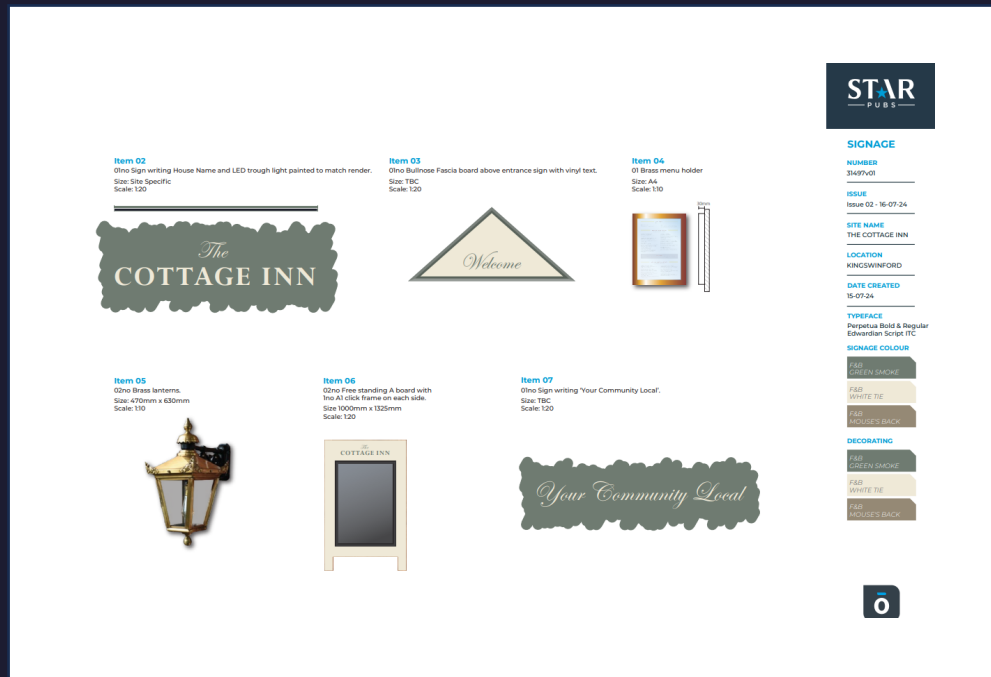 STAR
PUBS
Item 02
01no Sign writing House Name and LED trough light painted to match render.
Size: Site Specific
Scale: 1:20
The
COTTAGE INN
Item 03
01no Bullnose Fascia board above entrance sign with vinyl text.
Size: TBC
Scale: 1:20
Welcome
Item 04
01 Brass menu holder
Size: A4
Scale: 1:10
Item 05
02no Brass lanterns.
Size: 470mm x 630mm
Scale: 1:10
Item 06
02no Free standing A board with
1no A1 click frame on each side.
Size 1000mm x 1325mm
Scale: 1:20
The
COTTAGE INN
Item 07
01no Sign writing 'Your Community Local'.
Size: TBC
Scale: 1:20
Your Community Local
SIGNAGE
NUMBER
31497v01
ISSUE
Issue 02 - 16-07-24
SITE NAME
THE COTTAGE INN
LOCATION
KINGSWINFORD
DATE CREATED
15-07-24
TYPEFACE
Perpetua Bold & Regular
Edwardian Script ITC
SIGNAGE COLOUR
F&B
GREEN SMOKE
F&B
WHITE TIE
F&B
MOUSE'S BACK
DECORATING
F&B
GREEN SMOKE
F&B
WHITE TIE
F&B
MOUSE'S BACK
ō